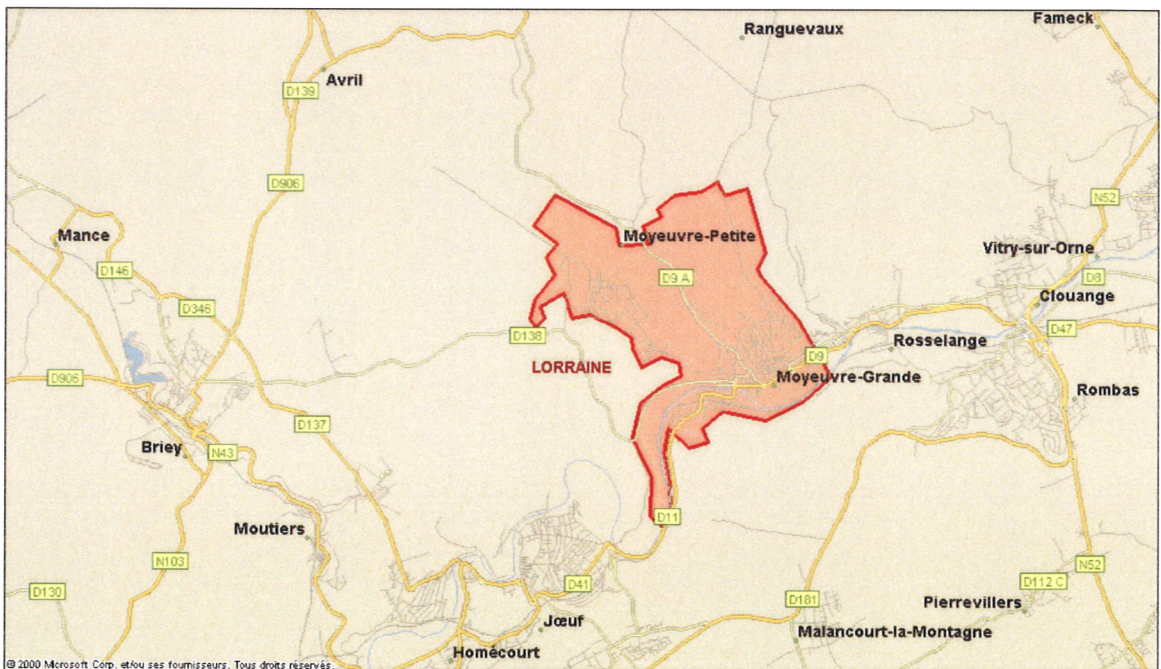 Fameck
Ranguevaux
Avril
D139
D906
N52
Mance
Moyeuvre-Petite
Vitry-sur-Orne
D146
D9 A
D8
Clouange
D346
D138
D47
Rosselange
D9
LORRAINE
D906
Moyeuvre-Grande
Rombas
D137
Briey
N43
D11
Moutiers
N103
N52
D41
D112 C
D130
D181
Pierrevillers
Jœuf
Malancourt-la-Montagne
Homécourt
© 2000 Microsoft Corp. et/ou ses fournisseurs. Tous droits réservés.